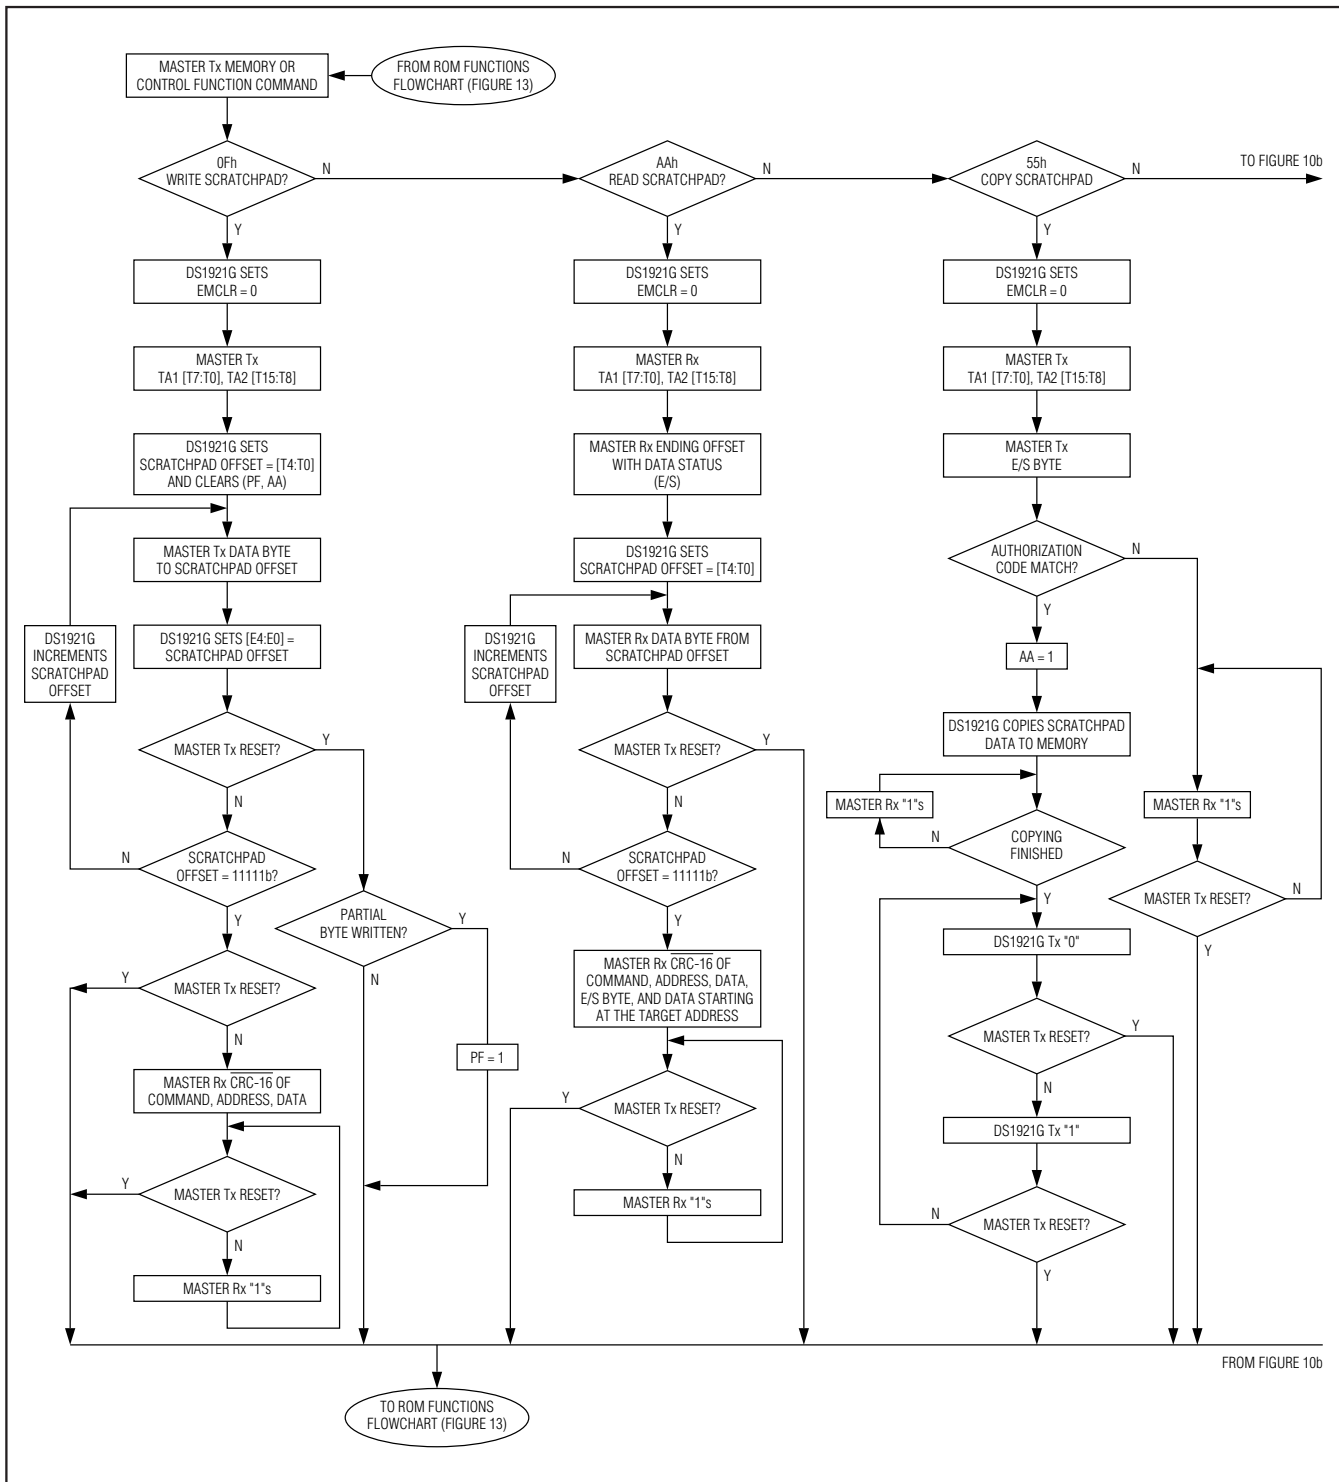 MASTER Tx MEMORY OR
CONTROL FUNCTION COMMAND
FROM ROM FUNCTIONS
FLOWCHART (FIGURE 13)
0Fh
WRITE SCRATCHPAD?
N
Y
AAh
READ SCRATCHPAD?
N
Y
55h
COPY SCRATCHPAD
N
Y
TO FIGURE 10b
DS1921G SETS
EMCLR = 0
MASTER Tx
TA1 [T7:T0], TA2 [T15:T8]
DS1921G SETS
SCRATCHPAD OFFSET = [T4:T0]
AND CLEARS (PF, AA)
MASTER Tx DATA BYTE
TO SCRATCHPAD OFFSET
DS1921G SETS [E4:E0] =
SCRATCHPAD OFFSET
DS1921G
INCREMENTS
SCRATCHPAD
OFFSET
MASTER Tx RESET?
Y
N
SCRATCHPAD
OFFSET = 11111b?
N
Y
PARTIAL
BYTE WRITTEN?
Y
N
PF = 1
MASTER Tx RESET?
Y
N
MASTER Rx CRC-16 OF
COMMAND, ADDRESS, DATA
MASTER Tx RESET?
Y
N
MASTER Rx "1"s
DS1921G SETS
EMCLR = 0
MASTER Rx
TA1 [T7:T0], TA2 [T15:T8]
MASTER Rx ENDING OFFSET
WITH DATA STATUS
(E/S)
DS1921G SETS
SCRATCHPAD OFFSET = [T4:T0]
MASTER Rx DATA BYTE FROM
SCRATCHPAD OFFSET
DS1921G
INCREMENTS
SCRATCHPAD
OFFSET
MASTER Tx RESET?
Y
N
SCRATCHPAD
OFFSET = 11111b?
N
Y
MASTER Rx CRC-16 OF
COMMAND, ADDRESS, DATA,
E/S BYTE, AND DATA STARTING
AT THE TARGET ADDRESS
MASTER Tx RESET?
Y
N
MASTER Rx "1"s
DS1921G SETS
EMCLR = 0
MASTER Tx
TA1 [T7:T0], TA2 [T15:T8]
MASTER Tx
E/S BYTE
AUTHORIZATION
CODE MATCH?
N
Y
AA = 1
DS1921G COPIES SCRATCHPAD
DATA TO MEMORY
MASTER Rx "1"s
COPYING
FINISHED
N
Y
DS1921G Tx "0"
MASTER Tx RESET?
Y
N
DS1921G Tx "1"
MASTER Tx RESET?
N
Y
MASTER Rx "1"s
MASTER Tx RESET?
N
Y
FROM FIGURE 10b
TO ROM FUNCTIONS
FLOWCHART (FIGURE 13)